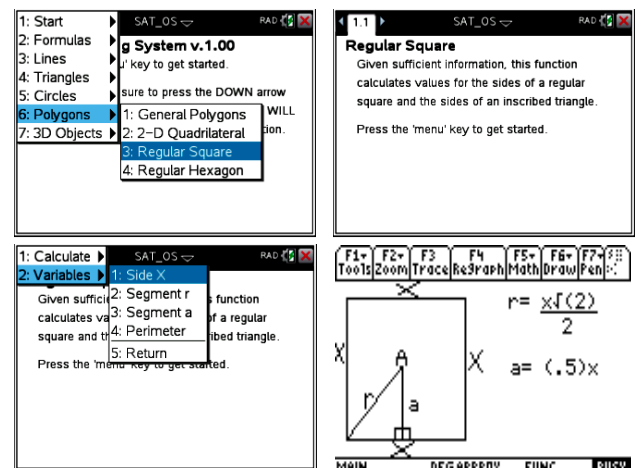 1: Start
2: Formulas
3: Lines
4: Triangles
5: Circles
6: Polygons
7: 3D Objects
SAT_OS
RAD
g System v.1.00
u' key to get started.
sure to press the DOWN arrow
WILL
tion.
1: General Polygons
2: 2-D Quadrilateral
3: Regular Square
4: Regular Hexagon
1.1
SAT_OS
RAD
Regular Square
Given sufficient information, this function
calculates values for the sides of a regular
square and the sides of an inscribed triangle.
Press the 'menu' key to get started.
1: Calculate
2: Variables
SAT_OS
RAD
1: Side X
2: Segment r
3: Segment a
4: Perimeter
5: Return
Given suffici
s function
calculates va
of a regular
square and th
ribed triangle.
Press the 'menu' key to get started.
F1 F2 F3 F4 F5 F6 F7
Tools Zoom Trace ReGraph Math Draw Pen
X
r= x√(2)
2
X
A
X
a= (.5)x
r
a
X
MAIN DEG APPROX FUNC BUSY